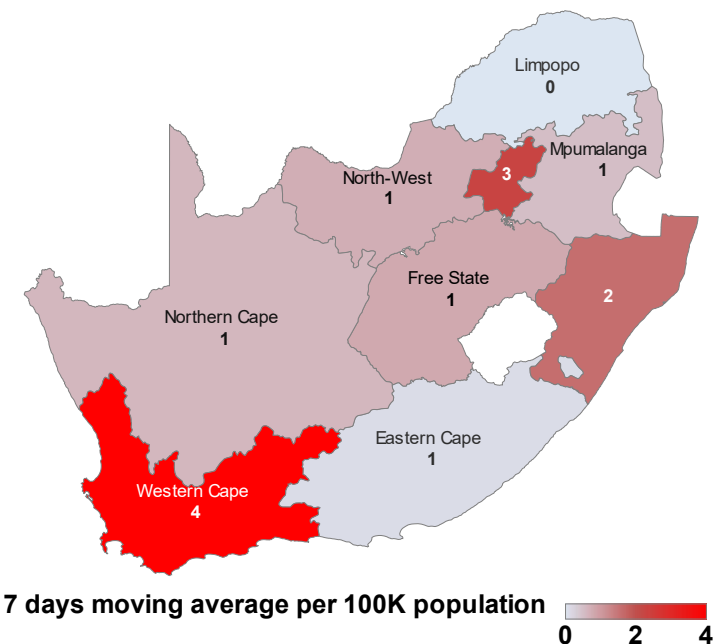 Limpopo
0
Mpumalanga
1
3
North-West
1
Free State
1
2
Northern Cape
1
Eastern Cape
1
Western Cape
4
7 days moving average per 100K population
0 2 4